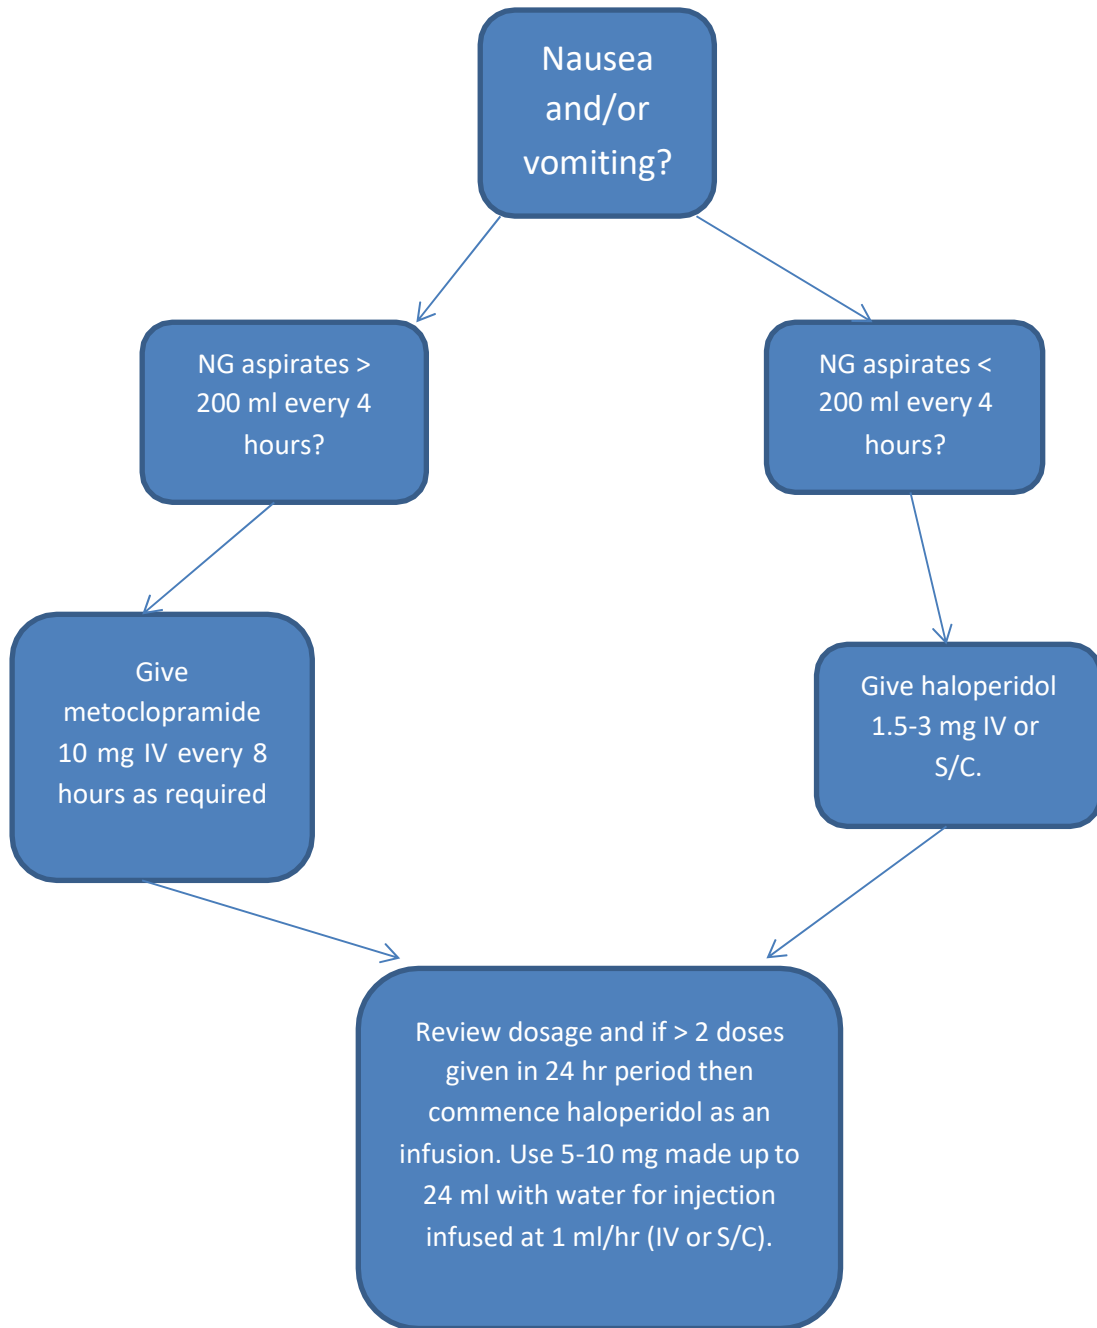 Nausea
and/or
vomiting?
NG aspirates >
200 ml every 4
hours?
NG aspirates <
200 ml every 4
hours?
Give
metoclopramide
10 mg IV every 8
hours as required
Give haloperidol
1.5-3 mg IV or
S/C.
Review dosage and if > 2 doses
given in 24 hr period then
commence haloperidol as an
infusion. Use 5-10 mg made up to
24 ml with water for injection
infused at 1 ml/hr (IV or S/C).